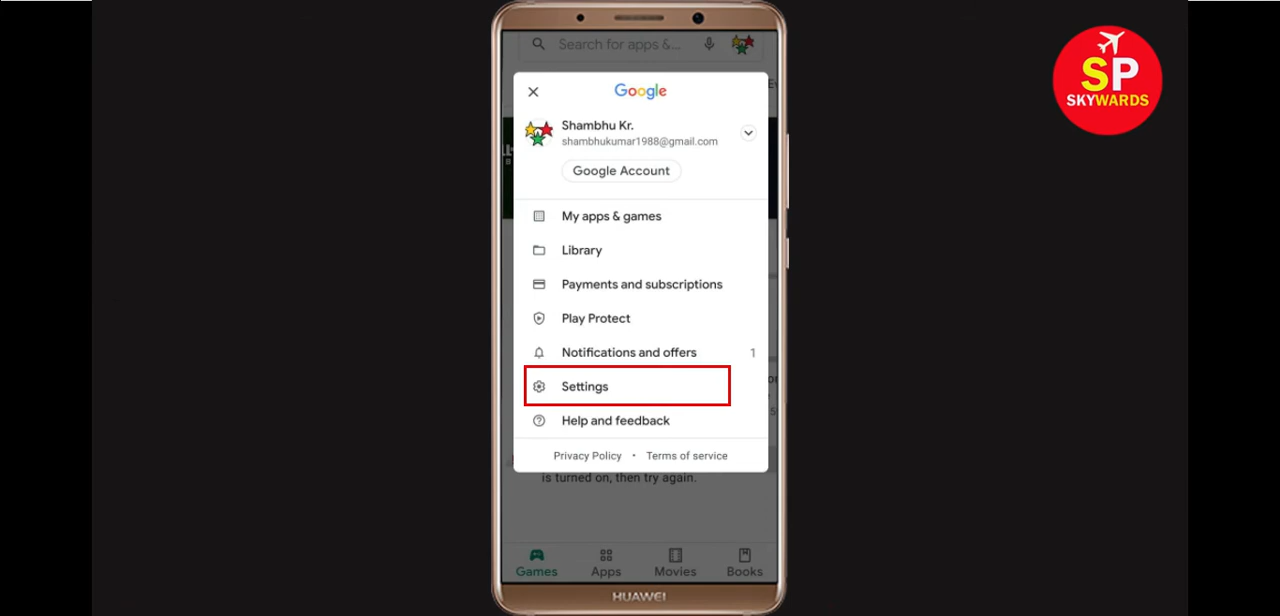 Search for apps &...
SP
SKYWARDS
Google
Shambhu Kr.
shambhukumar1988@gmail.com
Google Account
My apps & games
Library
Payments and subscriptions
Play Protect
Notifications and offers 1
Settings
Help and feedback
Privacy Policy • Terms of service
is turned on, then try again.
Games Apps Movies Books
HUAWEI